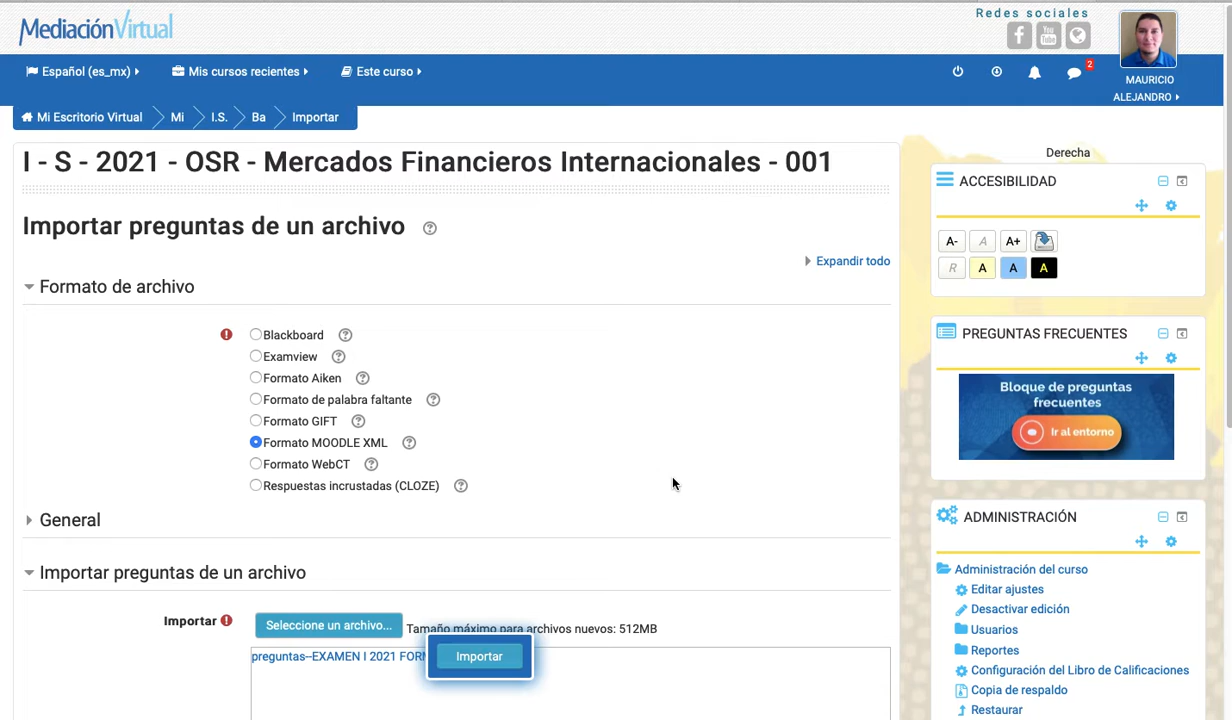 MediaciónVirtual
Redes sociales
Español (es_mx)
Mis cursos recientes
Este curso
2
MAURICIO
ALEJANDRO
Mi Escritorio Virtual
Mi
I.S.
Ba
Importar
I - S - 2021 - OSR - Mercados Financieros Internacionales - 001
Importar preguntas de un archivo
Expandir todo
Formato de archivo
Blackboard
Examview
Formato Aiken
Formato de palabra faltante
Formato GIFT
Formato MOODLE XML
Formato WebCT
Respuestas incrustadas (CLOZE)
General
Importar preguntas de un archivo
Importar
Seleccione un archivo...
Tamaño máximo para archivos nuevos: 512MB
preguntas--EXAMEN I 2021
Importar
Derecha
ACCESIBILIDAD
A- A A+
R A A A
PREGUNTAS FRECUENTES
Bloque de preguntas
frecuentes
Ir al entorno
ADMINISTRACIÓN
Administración del curso
Editar ajustes
Desactivar edición
Usuarios
Reportes
Configuración del Libro de Calificaciones
Copia de respaldo
Restaurar